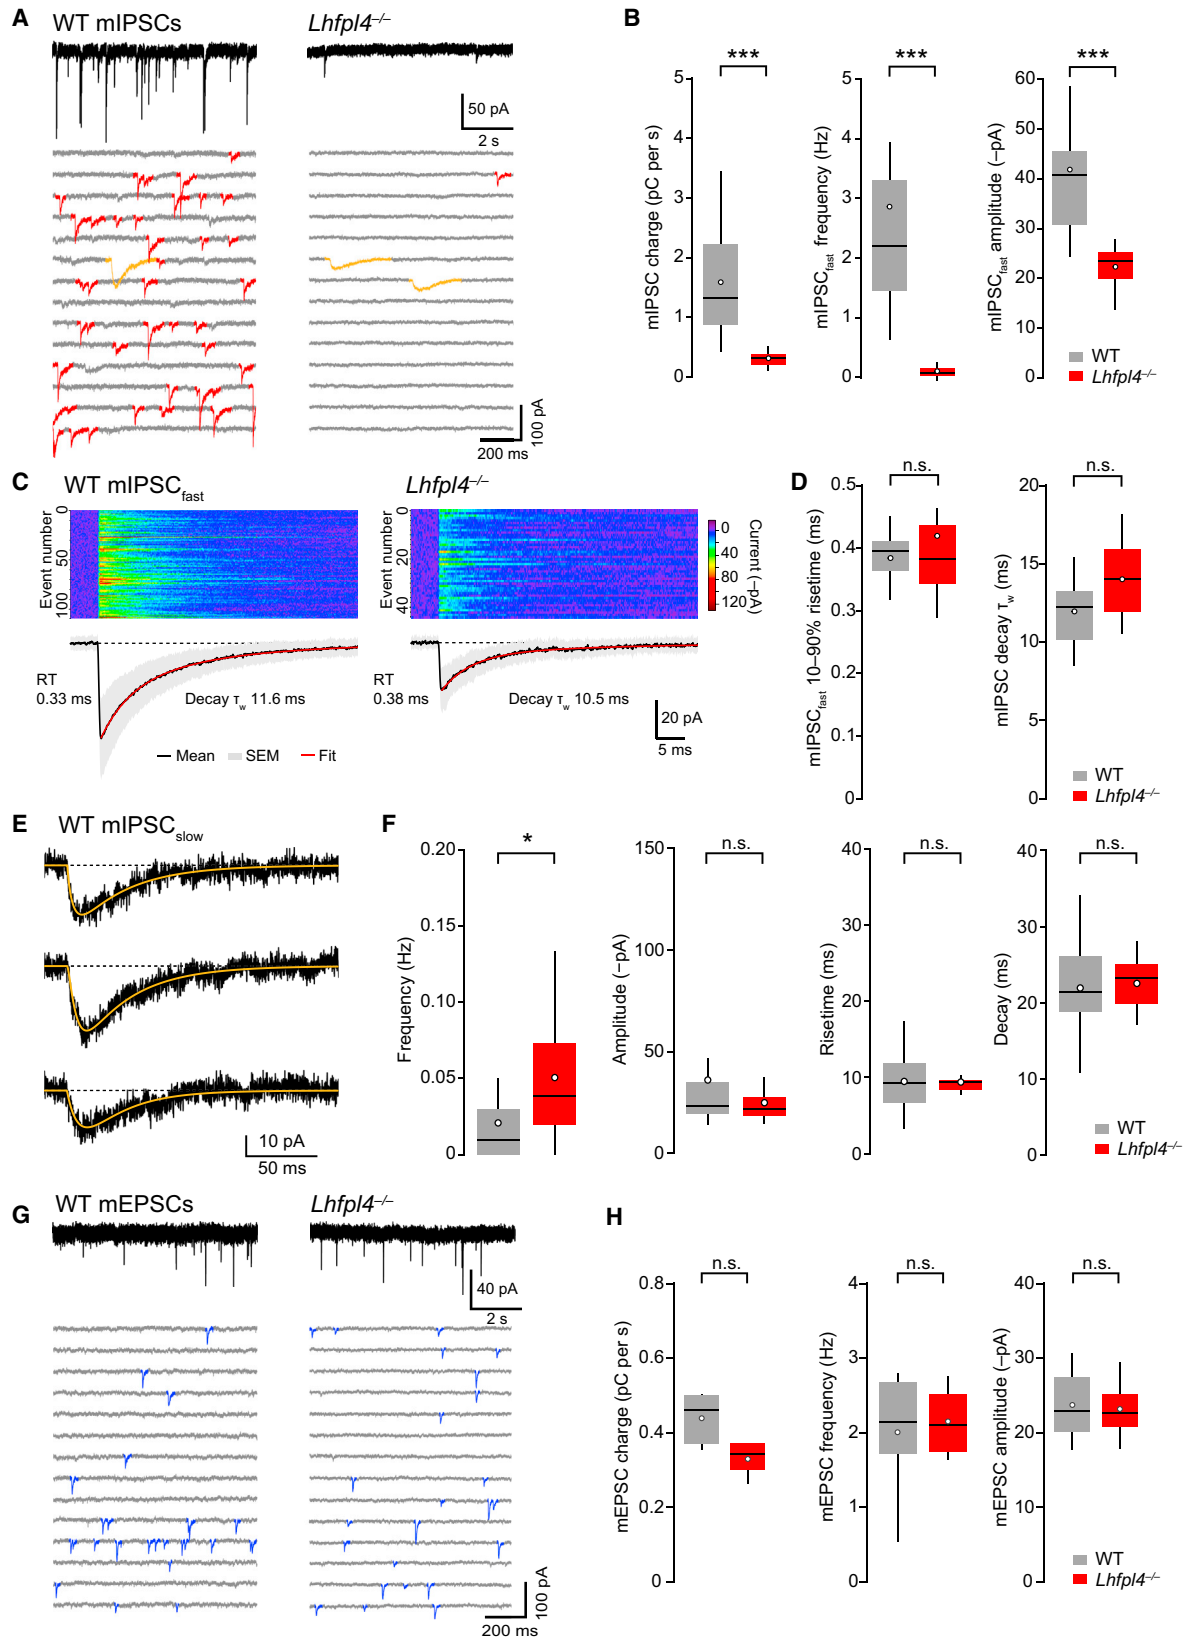 A
WT mIPSCs
Lhfpl4–/–
50 pA
2 s
100 pA
200 ms
B
***
***
***
mIPSC charge (pC per s)
5
4
3
2
1
0
mIPSCfast frequency (Hz)
5
4
3
2
1
0
mIPSCfast amplitude (–pA)
60
50
40
30
20
10
0
WT
Lhfpl4–/–
C
WT mIPSCfast
Lhfpl4–/–
Event number
0
50
100
Event number
0
20
40
Current (–pA)
0
40
80
120
RT
0.33 ms
Decay τw 11.6 ms
RT
0.38 ms
Decay τw 10.5 ms
20 pA
5 ms
Mean
SEM
Fit
D
n.s.
n.s.
mIPSCfast 10–90% risetime (ms)
0.5
0.4
0.3
0.2
0.1
0
mIPSC decay τw (ms)
20
15
10
5
0
WT
Lhfpl4–/–
E
WT mIPSCslow
10 pA
50 ms
F
*
n.s.
n.s.
n.s.
Frequency (Hz)
0.20
0.15
0.10
0.05
0
Amplitude (–pA)
150
100
50
0
Risetime (ms)
40
30
20
10
0
Decay (ms)
40
30
20
10
0
WT
Lhfpl4–/–
G
WT mEPSCs
Lhfpl4–/–
40 pA
2 s
100 pA
200 ms
H
n.s.
n.s.
n.s.
mEPSC charge (pC per s)
0.8
0.6
0.4
0.2
0
mEPSC frequency (Hz)
4
3
2
1
0
mEPSC amplitude (–pA)
40
30
20
10
0
WT
Lhfpl4–/–